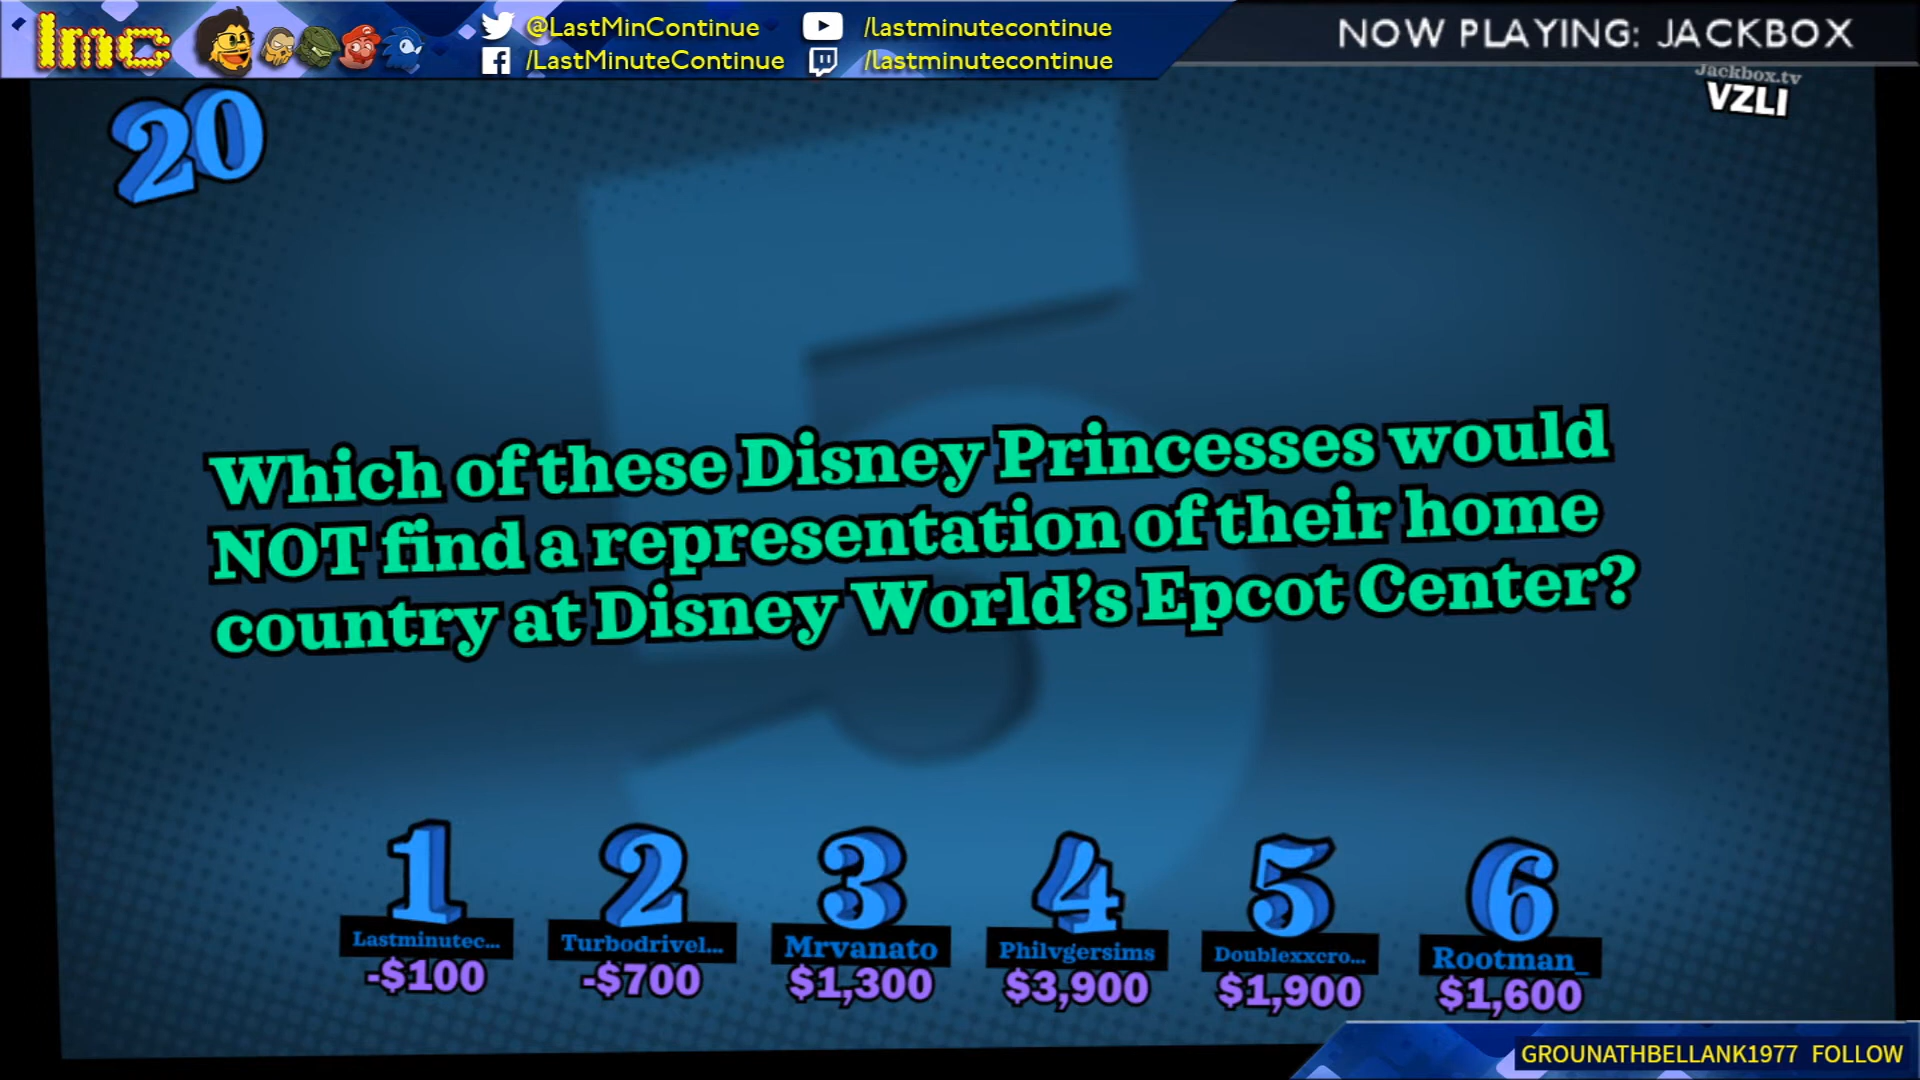 lmc
@LastMinContinue
/lastminutecontinue
/LastMinuteContinue
/lastminutecontinue
NOW PLAYING: JACKBOX
Jackbox.tv
VZLI
20
5
Which of these Disney Princesses would
NOT find a representation of their home
country at Disney World's Epcot Center?
1 2 3 4 5 6
Lastminutec... Turbodrivel... Mrvanato Philvgersims Doublexxcro... Rootman_
-$100 -$700 $1,300 $3,900 $1,900 $1,600
GROUNATHBELLANK1977 FOLLOW